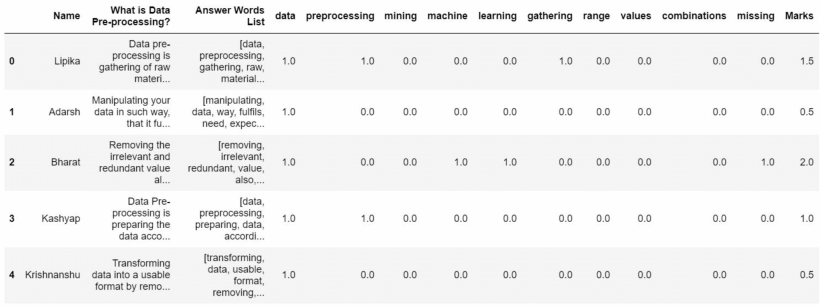 Name What is Data Pre-processing? Answer Words List data preprocessing mining machine learning gathering range values combinations missing Marks
0 Lipika Data pre-processing is gathering of raw materi... [data, preprocessing, gathering, raw, material... 1.0 1.0 0.0 0.0 0.0 1.0 0.0 0.0 0.0 0.0 1.5
1 Adarsh Manipulating your data in such way, that it fu... [manipulating, data, way, fulfils, need, expec... 1.0 0.0 0.0 0.0 0.0 0.0 0.0 0.0 0.0 0.0 0.5
2 Bharat Removing the irrelevant and redundant value al... [removing, irrelevant, redundant, value, also,... 1.0 0.0 0.0 1.0 1.0 0.0 0.0 0.0 0.0 1.0 2.0
3 Kashyap Data Pre-processing is preparing the data acco... [data, preprocessing, preparing, data, accordi... 1.0 1.0 0.0 0.0 0.0 0.0 0.0 0.0 0.0 0.0 1.0
4 Krishnanshu Transforming data into a usable format by remo... [transforming, data, usable, format, removing,... 1.0 0.0 0.0 0.0 0.0 0.0 0.0 0.0 0.0 0.0 0.5